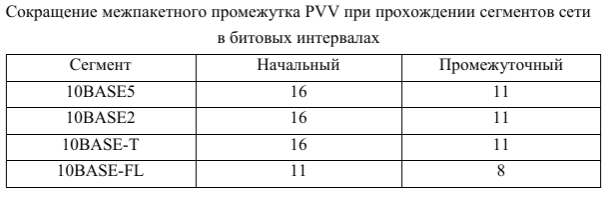 Сокращение межпакетного промежутка PVV при прохождении сегментов сети
в битовых интервалах
Сегмент Начальный Промежуточный
10BASE5 16 11
10BASE2 16 11
10BASE-T 16 11
10BASE-FL 11 8